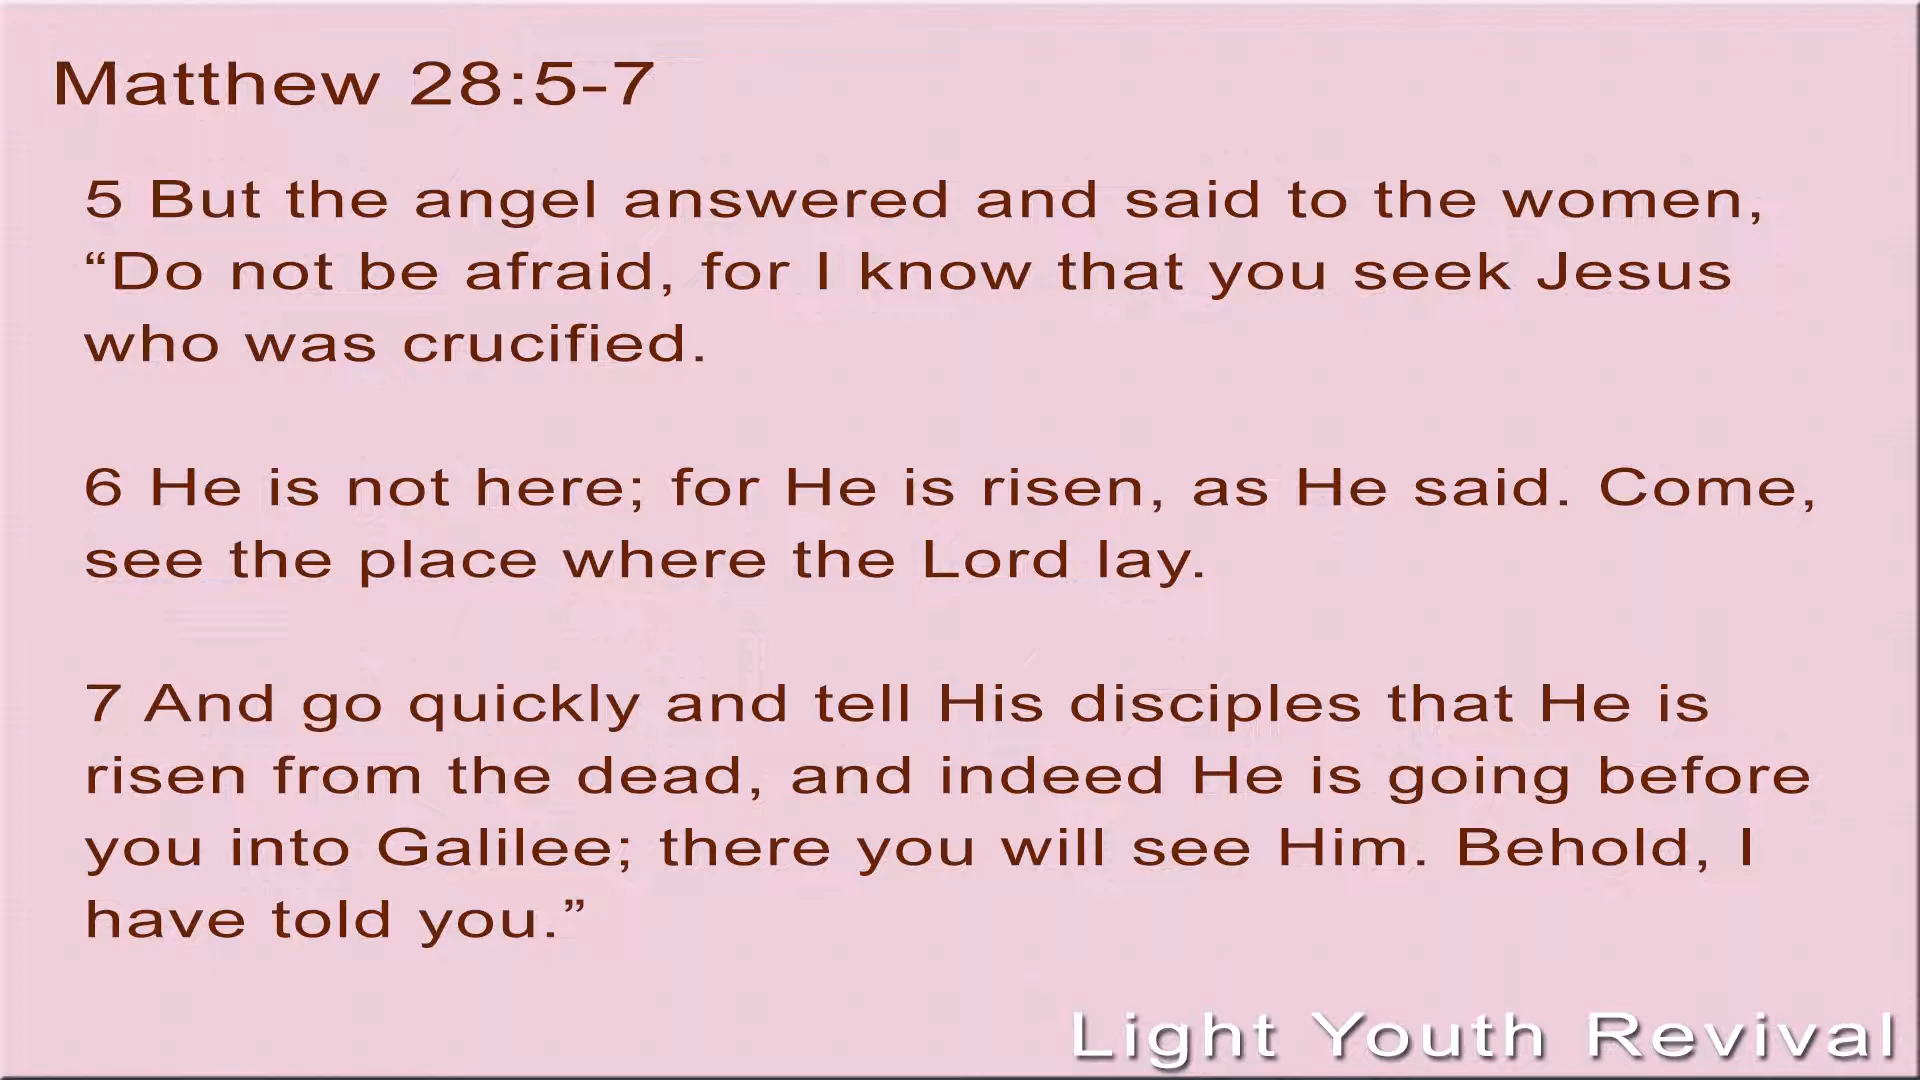 Matthew 28:5-7
5 But the angel answered and said to the women,
“Do not be afraid, for I know that you seek Jesus
who was crucified.
6 He is not here; for He is risen, as He said. Come,
see the place where the Lord lay.
7 And go quickly and tell His disciples that He is
risen from the dead, and indeed He is going before
you into Galilee; there you will see Him. Behold, I
have told you.”
Light Youth Revival